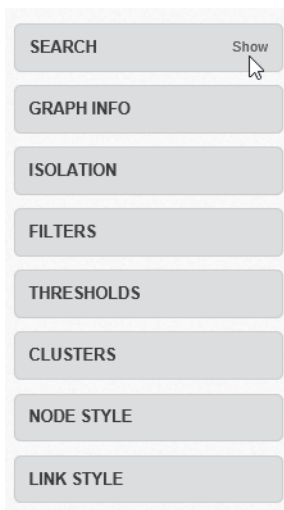 SEARCH Show
GRAPH INFO
ISOLATION
FILTERS
THRESHOLDS
CLUSTERS
NODE STYLE
LINK STYLE